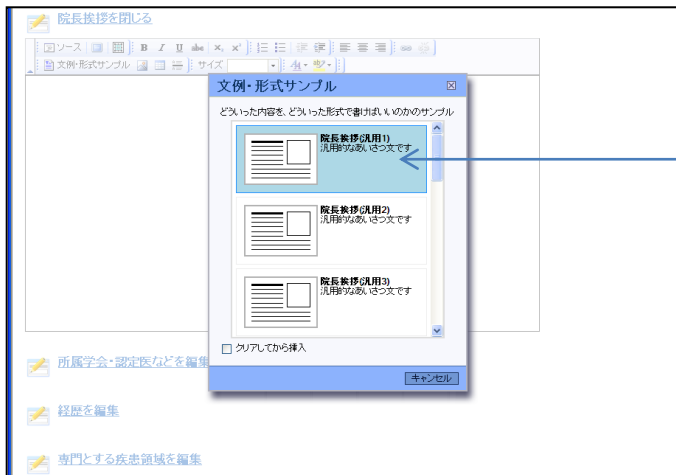 院長挨拶を閉じる
ソース B I U abc x₂ x²
文例・形式サンプル サイズ
文例・形式サンプル
どういった内容を、どういった形式で書けばいいのかのサンプル
院長挨拶(汎用1)
汎用的なあいさつ文です
院長挨拶(汎用2)
汎用的なあいさつ文です
院長挨拶(汎用3)
汎用的なあいさつ文です
クリアしてから挿入
キャンセル
所属学会・認定医などを編集
経歴を編集
専門とする疾患領域を編集